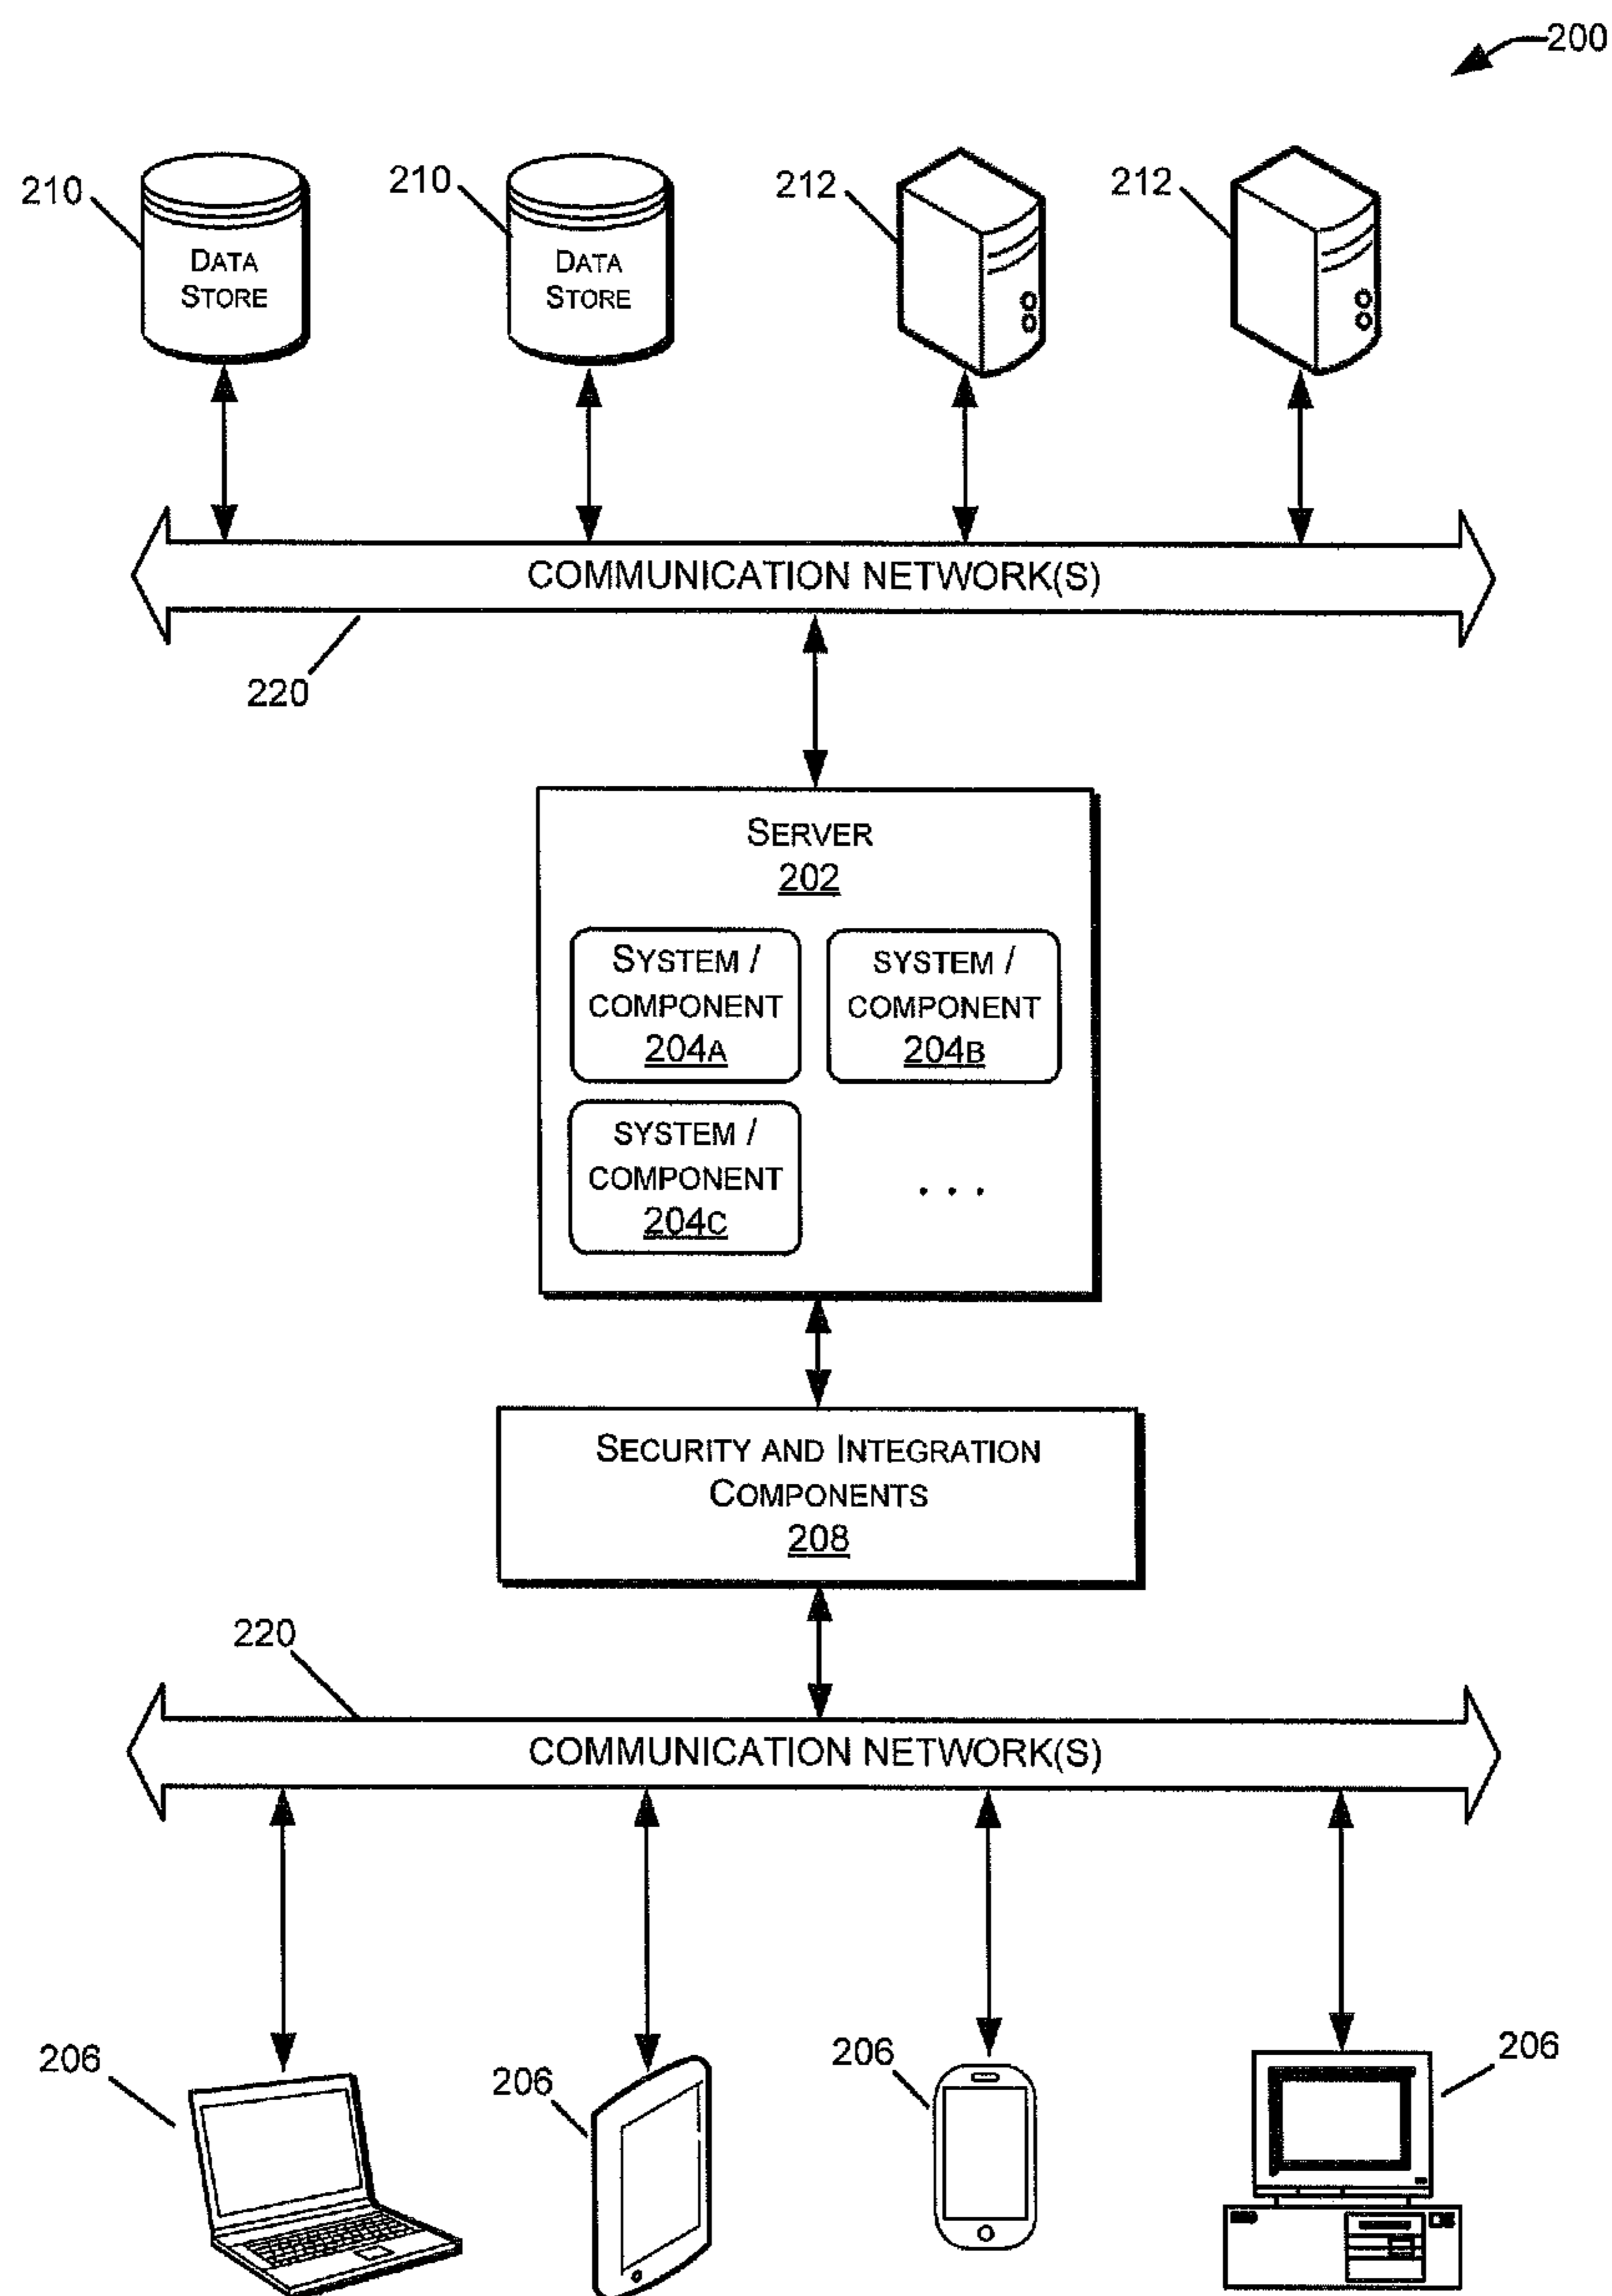 200
210
210
212
212
DATA
STORE
DATA
STORE
COMMUNICATION NETWORK(S)
220
SERVER
202
SYSTEM /
COMPONENT
204A
SYSTEM /
COMPONENT
204B
SYSTEM /
COMPONENT
204C
. . .
SECURITY AND INTEGRATION
COMPONENTS
208
220
COMMUNICATION NETWORK(S)
206
206
206
206